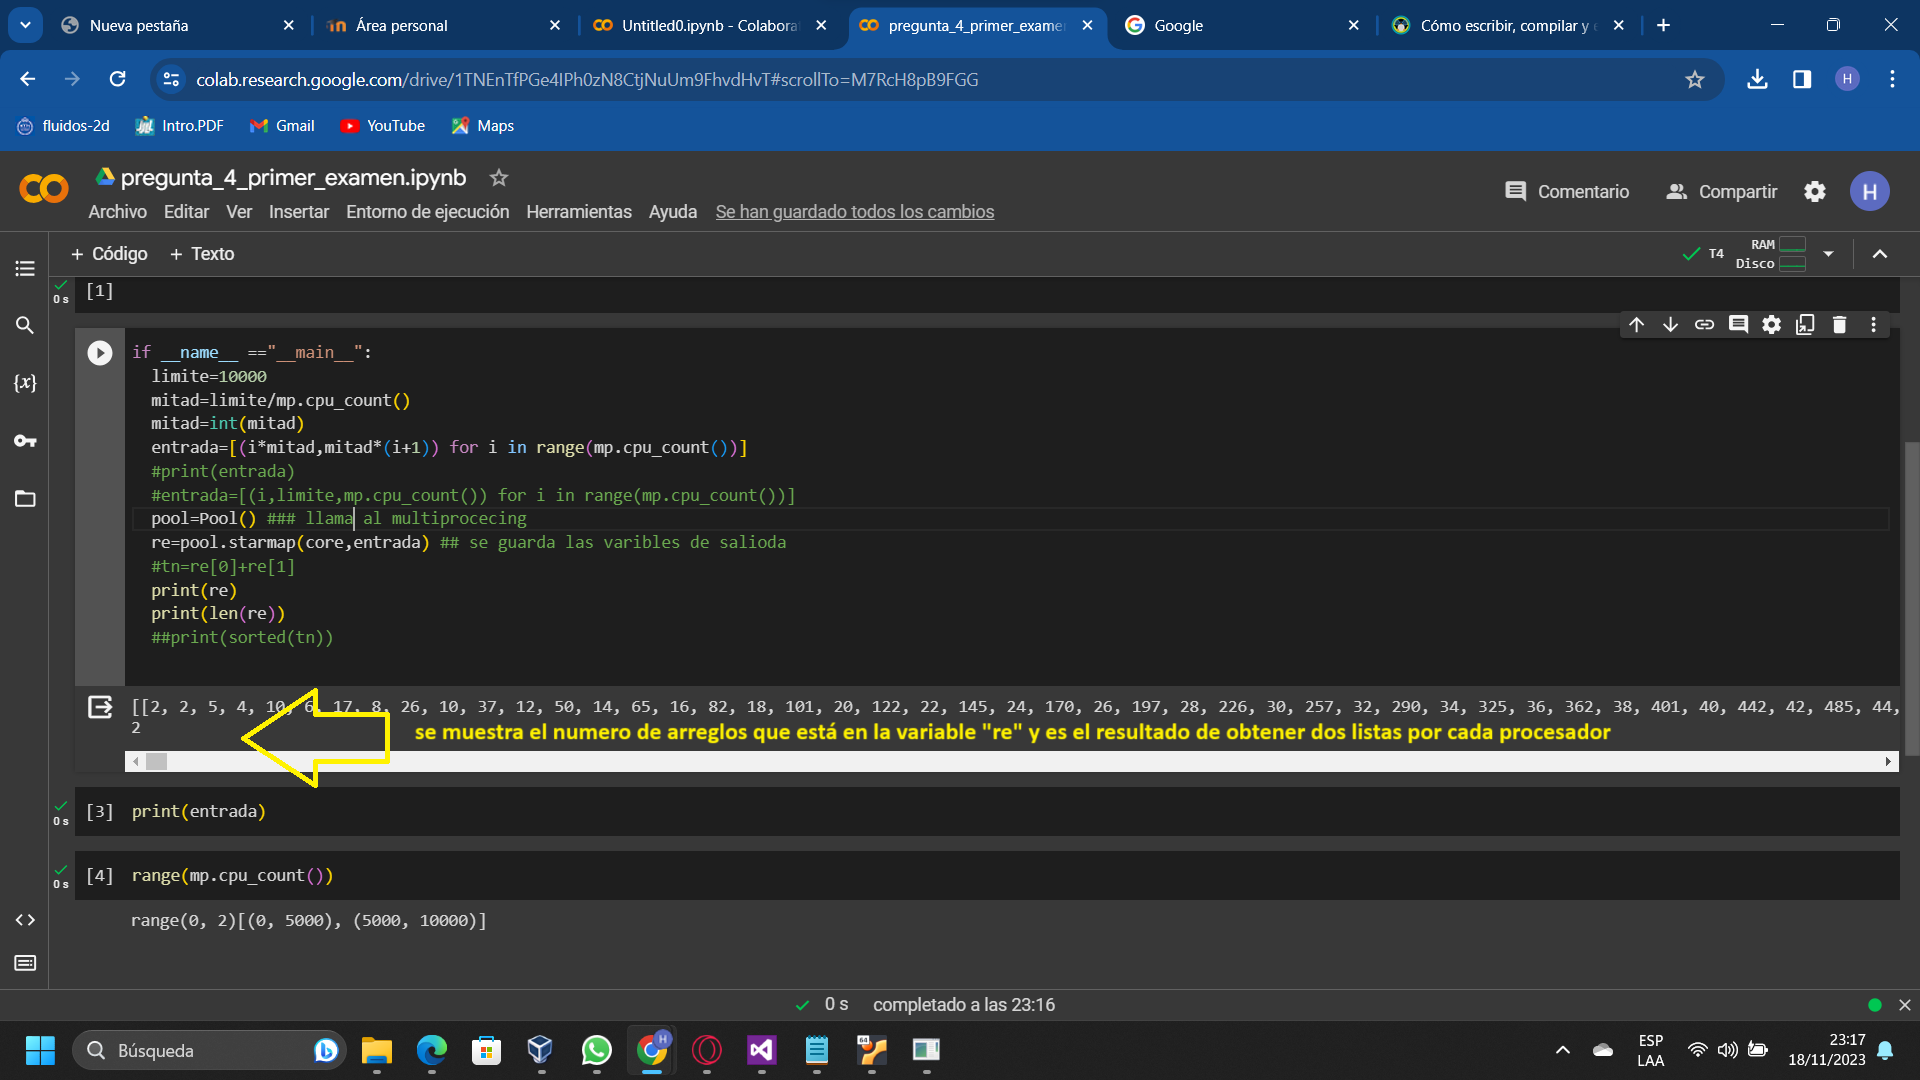 Nueva pestaña
Área personal
Untitled0.ipynb - Colabora
pregunta_4_primer_exame
Google
Cómo escribir, compilar y e
colab.research.google.com/drive/1TNEnTfPGe4IPh0zN8CtjNuUm9FhvdHvT#scrollTo=M7RcH8pB9FGG
H
fluidos-2d
Intro.PDF
Gmail
YouTube
Maps
pregunta_4_primer_examen.ipynb
Comentario
Compartir
H
Archivo Editar Ver Insertar Entorno de ejecución Herramientas Ayuda Se han guardado todos los cambios
+ Código + Texto
T4
RAM
Disco
0 s
[1]
{x}
if __name__ =="__main__":
limite=10000
mitad=limite/mp.cpu_count()
mitad=int(mitad)
entrada=[(i*mitad,mitad*(i+1)) for i in range(mp.cpu_count())]
#print(entrada)
#entrada=[(i,limite,mp.cpu_count()) for i in range(mp.cpu_count())]
pool=Pool() ### llama al multiprocecing
re=pool.starmap(core,entrada) ## se guarda las varibles de salioda
#tn=re[0]+re[1]
print(re)
print(len(re))
##print(sorted(tn))
[[2, 2, 5, 4, 10, 6, 17, 8, 26, 10, 37, 12, 50, 14, 65, 16, 82, 18, 101, 20, 122, 22, 145, 24, 170, 26, 197, 28, 226, 30, 257, 32, 290, 34, 325, 36, 362, 38, 401, 40, 442, 42, 485, 44,
2
se muestra el numero de arreglos que está en la variable "re" y es el resultado de obtener dos listas por cada procesador
0 s
[3] print(entrada)
0 s
[4] range(mp.cpu_count())
range(0, 2)[(0, 5000), (5000, 10000)]
0 s completado a las 23:16
Búsqueda
H
64
ESP
LAA
23:17
18/11/2023